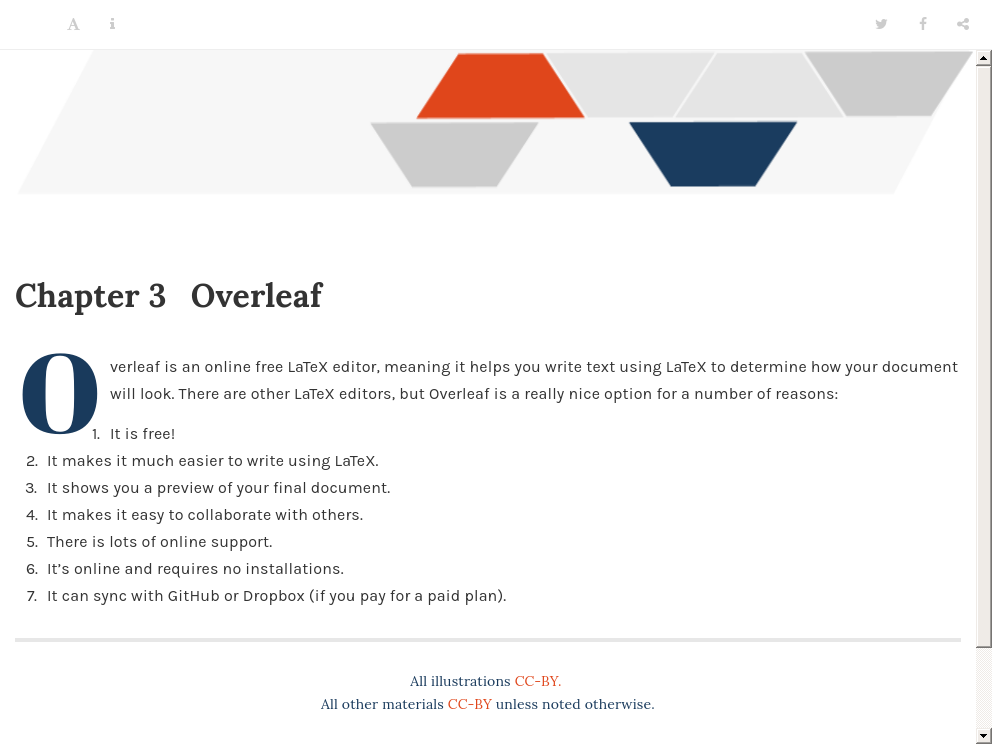 A i
Chapter 3 Overleaf
Overleaf is an online free LaTeX editor, meaning it helps you write text using LaTeX to determine how your document
will look. There are other LaTeX editors, but Overleaf is a really nice option for a number of reasons:
1. It is free!
2. It makes it much easier to write using LaTeX.
3. It shows you a preview of your final document.
4. It makes it easy to collaborate with others.
5. There is lots of online support.
6. It’s online and requires no installations.
7. It can sync with GitHub or Dropbox (if you pay for a paid plan).
All illustrations CC-BY.
All other materials CC-BY unless noted otherwise.